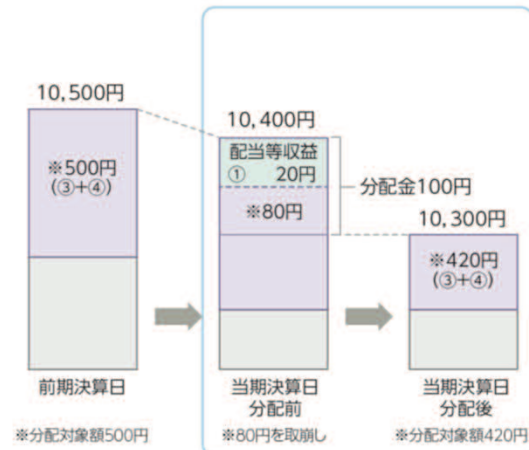 10,500円
※500円
(③+④)
前期決算日
※分配対象額500円
10,400円
配当等収益
① 20円
※80円
分配金100円
当期決算日
分配前
※80円を取崩し
10,300円
※420円
(③+④)
当期決算日
分配後
※分配対象額420円